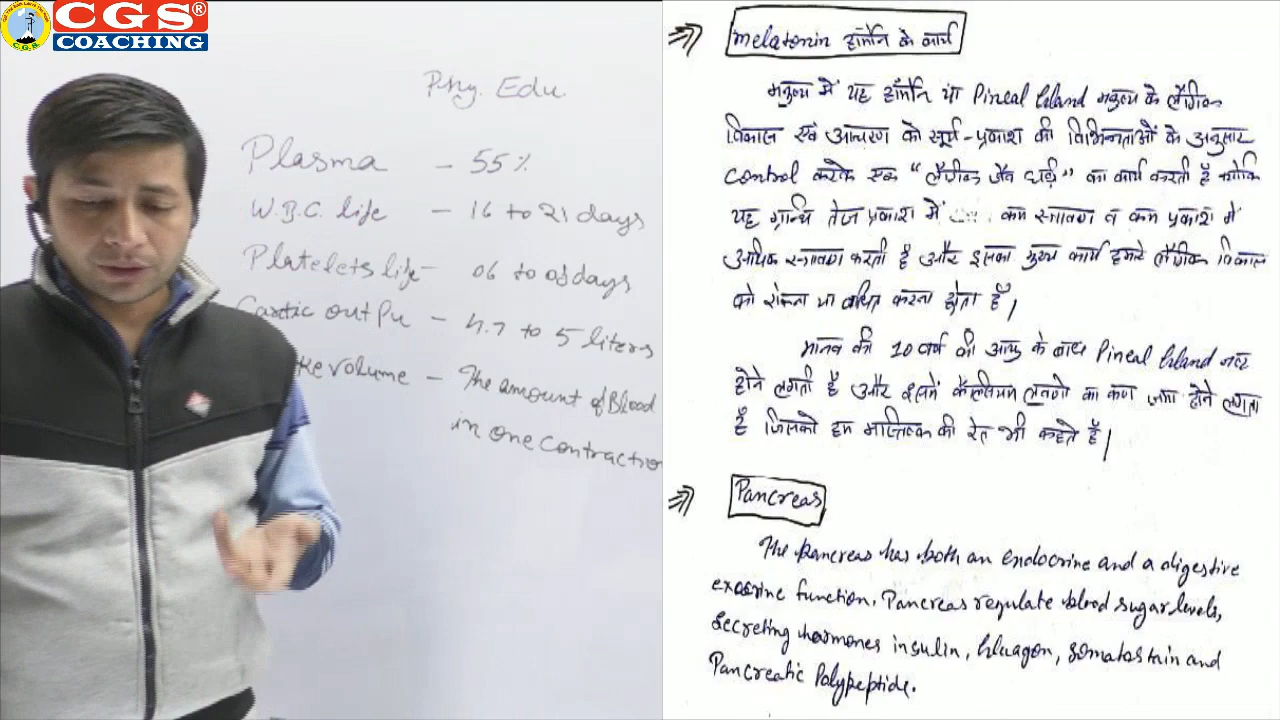 CGS®
COACHING
C.G.S.
Phy. Edu
Plasma - 55%
W.B.C. life - 16 to 21 days
Platelets life - 06 to 08 days
Cardic output - 4.7 to 5 liters
ke volume - The amount of Blood
in one contraction
melatonin हॉर्मोन के कार्य
मनुष्य में यह हॉर्मोन या Pineal Gland मनुष्य के लैंगिक
विकास एवं आचरण को सूर्य-प्रकाश की विभिन्नताओं के अनुसार
control करके एक "लैंगिक जैव घड़ी" का कार्य करती है क्योंकि
यह ग्रन्थि तेज प्रकाश में कम स्त्रावण व कम प्रकाश में
अधिक स्त्रावण करती है और इसका मुख्य कार्य हमारे लैंगिक विकास
को रोकना या बाधित करना होता है।
मानव की 10 वर्ष की आयु के बाद Pineal Gland नष्ट
होने लगती है और इसमें कैल्सियम लवणों का कण जमा होने लगता
है जिसको हम मस्तिष्क की रेत भी कहते हैं।
Pancreas
The Pancreas has both an endocrine and a digestive
exocrine function. Pancreas regulate blood sugar levels,
Secreting hormones insulin, Gluagon, Somatostain and
Pancreatic Polypeptide.